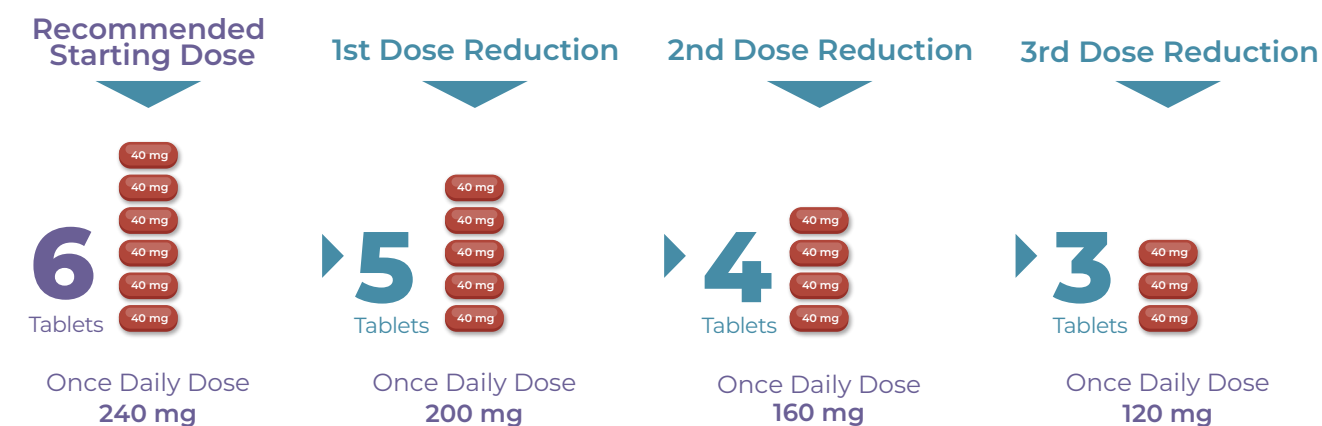 Recommended
Starting Dose
1st Dose Reduction
2nd Dose Reduction
3rd Dose Reduction
40 mg
40 mg
40 mg
40 mg
40 mg
40 mg
6
Tablets
Once Daily Dose
240 mg
40 mg
40 mg
40 mg
40 mg
40 mg
5
Tablets
Once Daily Dose
200 mg
40 mg
40 mg
40 mg
40 mg
4
Tablets
Once Daily Dose
160 mg
40 mg
40 mg
40 mg
3
Tablets
Once Daily Dose
120 mg